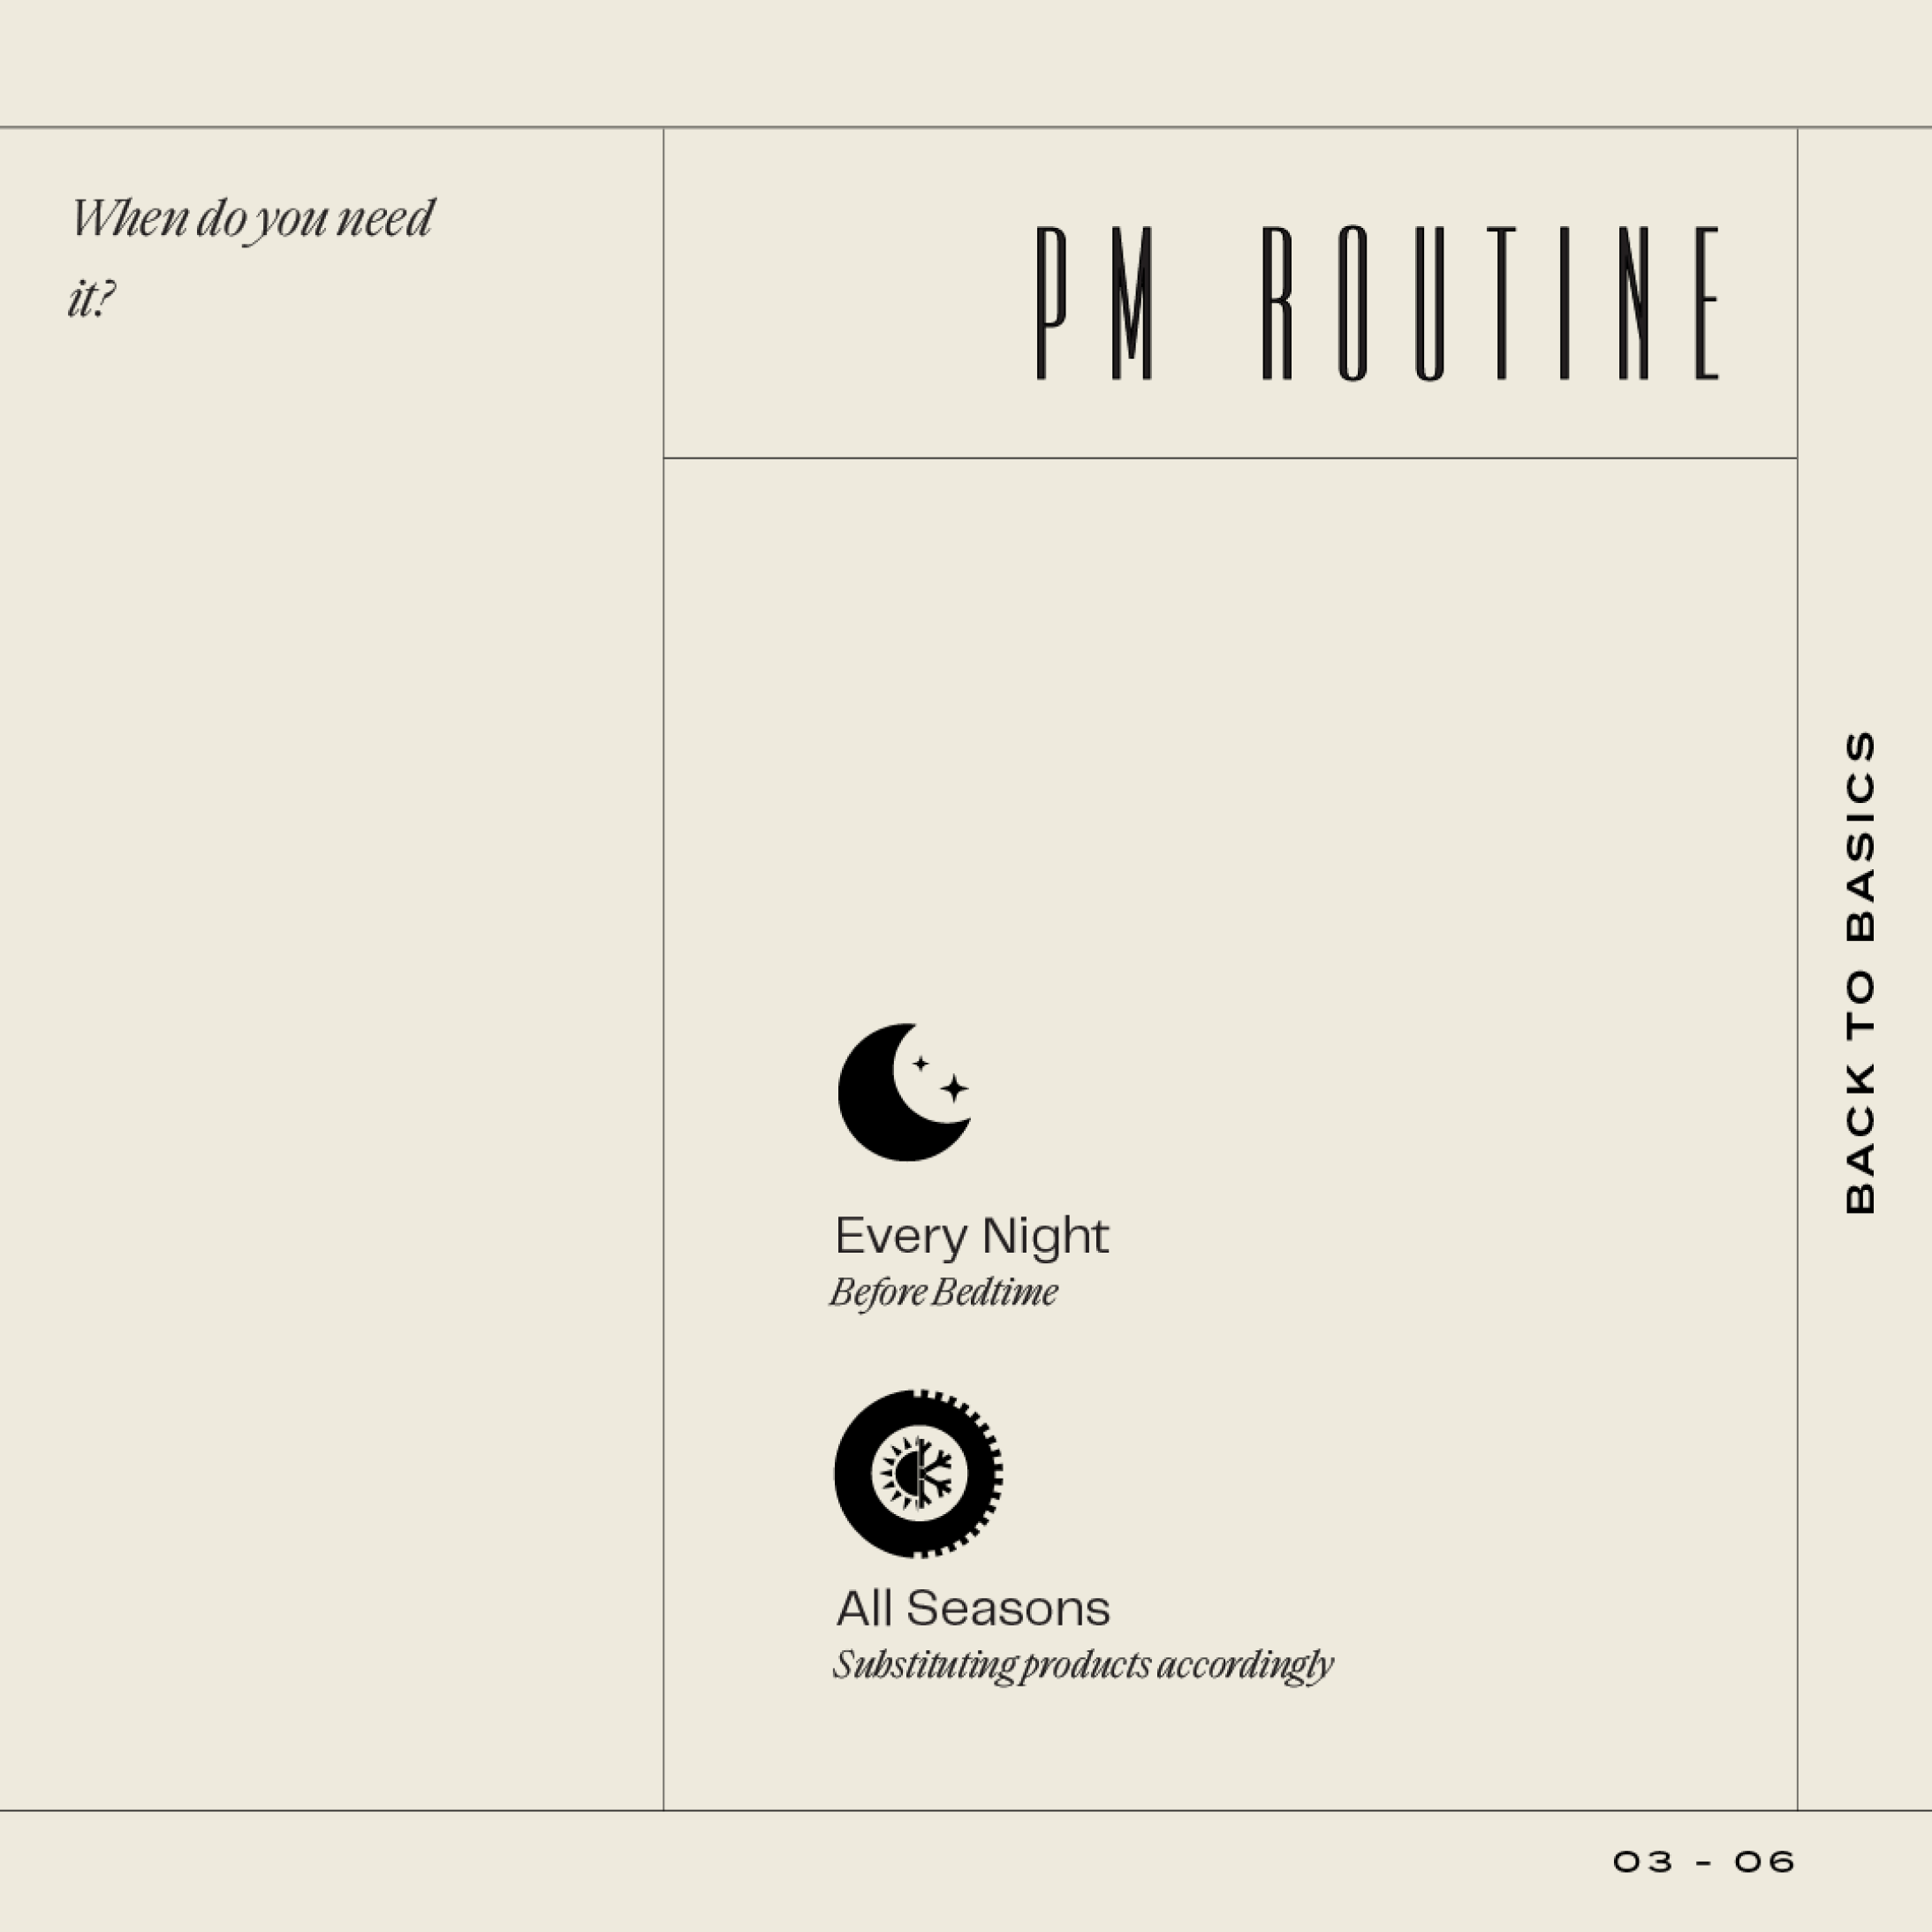 When do you need
it?
PM ROUTINE
Every Night
Before Bedtime
All Seasons
Substituting products accordingly
BACK TO BASICS
03 - 06